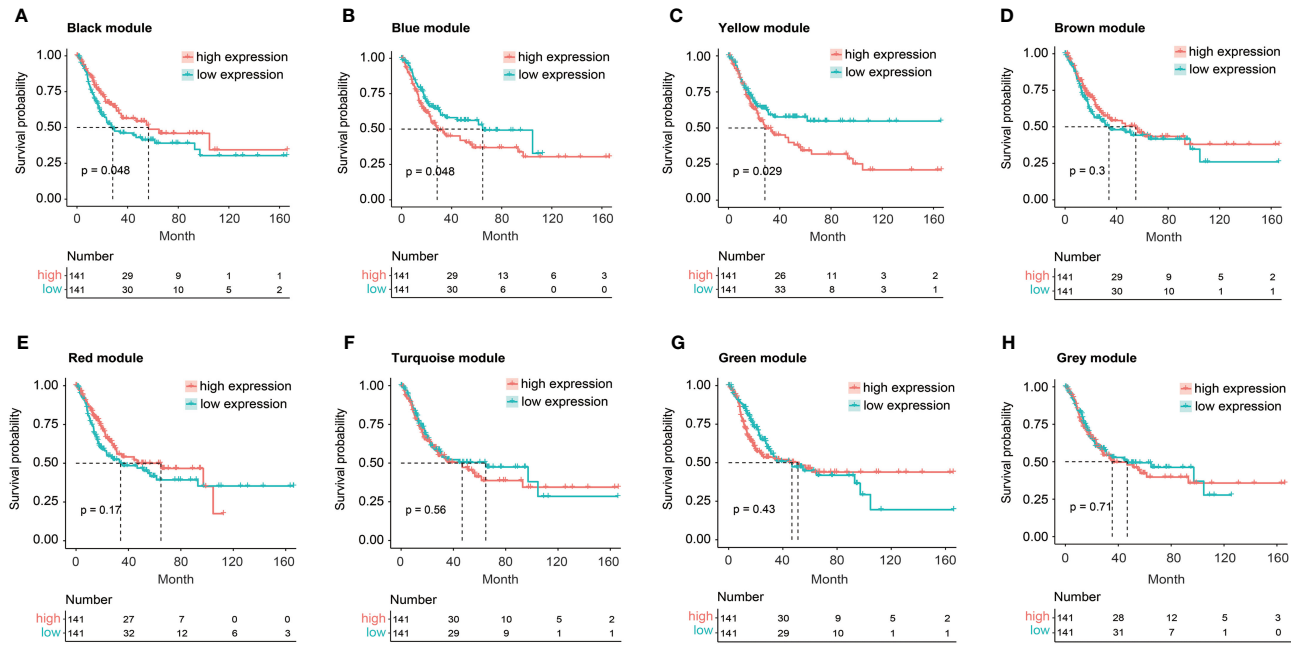 A
Black module
Survival probability
1.00
0.75
0.50
0.25
0.00
high expression
low expression
p = 0.048
0 40 80 120 160
Month
Number
high 141 29 9 1 1
low 141 30 10 5 2
B
Blue module
Survival probability
1.00
0.75
0.50
0.25
0.00
high expression
low expression
p = 0.048
0 40 80 120 160
Month
Number
high 141 29 13 6 3
low 141 30 6 0 0
C
Yellow module
Survival probability
1.00
0.75
0.50
0.25
0.00
high expression
low expression
p = 0.029
0 40 80 120 160
Month
Number
high 141 26 11 3 2
low 141 33 8 3 1
D
Brown module
Survival probability
1.00
0.75
0.50
0.25
0.00
high expression
low expression
p = 0.3
0 40 80 120 160
Month
Number
high 141 29 9 5 2
low 141 30 10 1 1
E
Red module
Survival probability
1.00
0.75
0.50
0.25
0.00
high expression
low expression
p = 0.17
0 40 80 120 160
Month
Number
high 141 27 7 0 0
low 141 32 12 6 3
F
Turquoise module
Survival probability
1.00
0.75
0.50
0.25
0.00
high expression
low expression
p = 0.56
0 40 80 120 160
Month
Number
high 141 30 10 5 2
low 141 29 9 1 1
G
Green module
Survival probability
1.00
0.75
0.50
0.25
0.00
high expression
low expression
p = 0.43
0 40 80 120 160
Month
Number
high 141 30 9 5 2
low 141 29 10 1 1
H
Grey module
Survival probability
1.00
0.75
0.50
0.25
0.00
high expression
low expression
p = 0.71
0 40 80 120 160
Month
Number
high 141 28 12 5 3
low 141 31 7 1 0